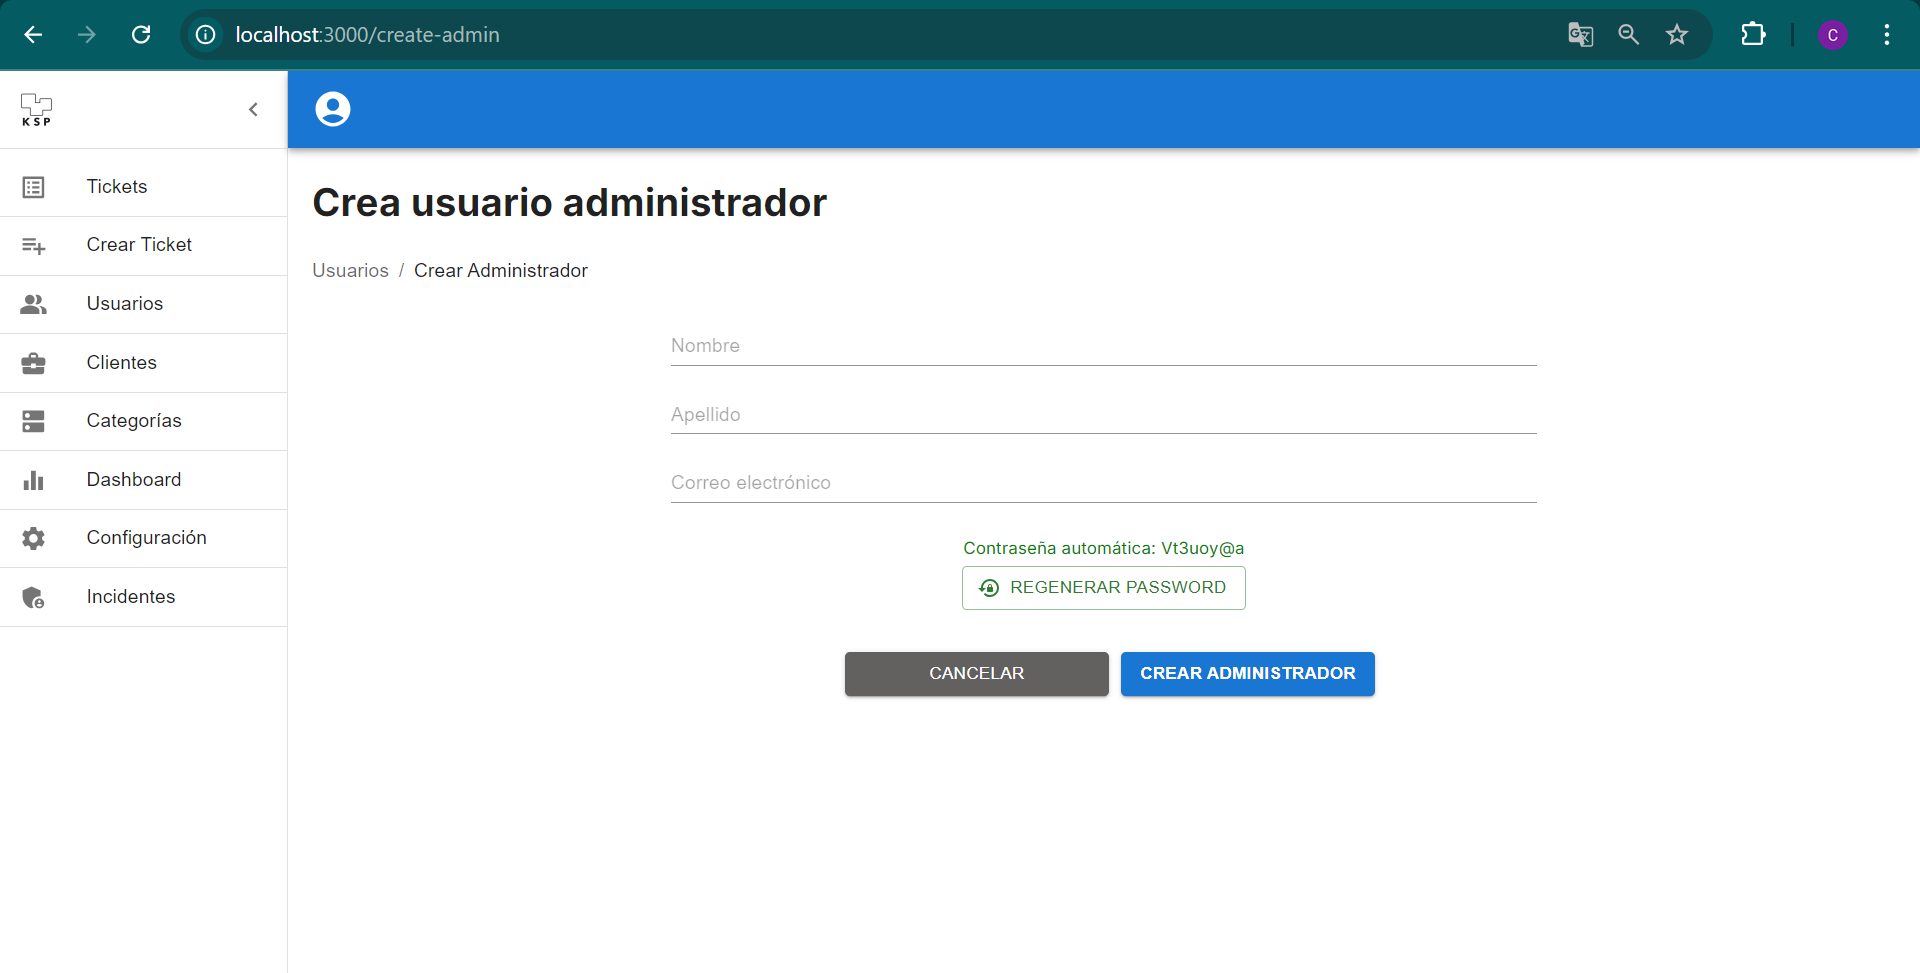 localhost:3000/create-admin
C
KSP
Tickets
Crear Ticket
Usuarios
Clientes
Categorías
Dashboard
Configuración
Incidentes
Crea usuario administrador
Usuarios / Crear Administrador
Nombre
Apellido
Correo electrónico
Contraseña automática: Vt3uoy@a
REGENERAR PASSWORD
CANCELAR
CREAR ADMINISTRADOR